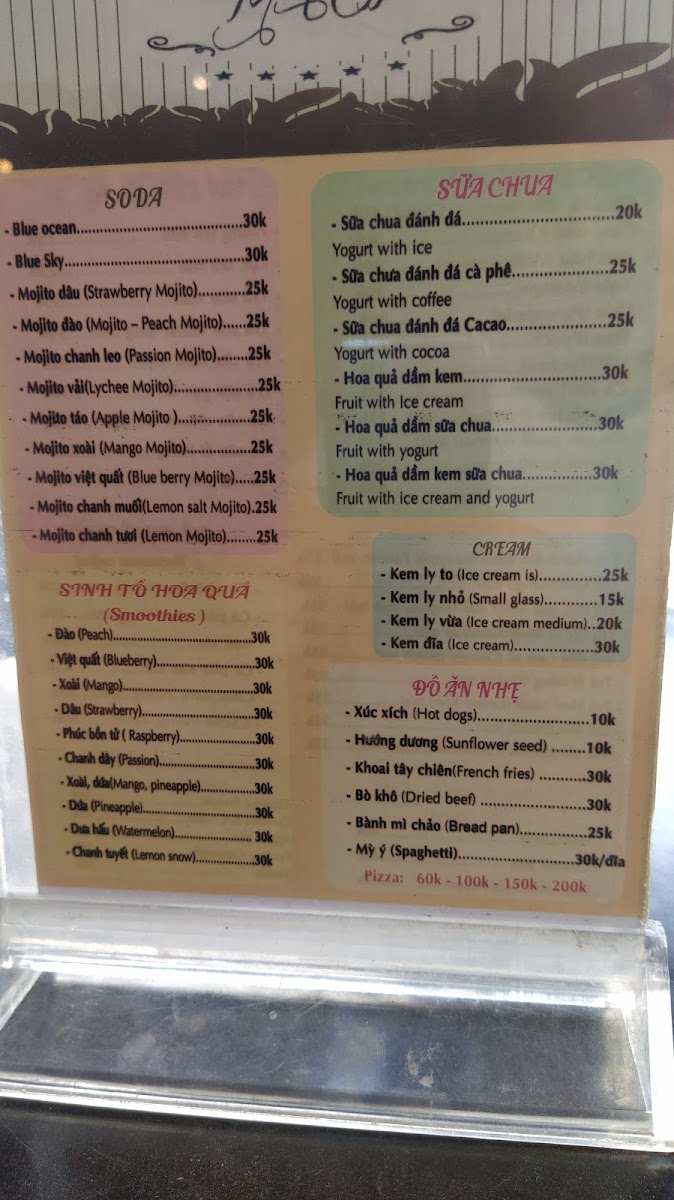 SODA
- Blue ocean..........................................30k
- Blue Sky.............................................30k
- Mojito dâu (Strawberry Mojito)............25k
- Mojito đào (Mojito – Peach Mojito)......25k
- Mojito chanh leo (Passion Mojito)........25k
- Mojito vải(Lychee Mojito).....................25k
- Mojito táo (Apple Mojito )..................25k
- Mojito xoài (Mango Mojito).................25k
- Mojito việt quất (Blue berry Mojito).....25k
- Mojito chanh muối(Lemon salt Mojito).25k
- Mojito chanh tươi (Lemon Mojito)........25k
SINH TỐ HOA QUẢ
(Smoothies )
- Đào (Peach)....................................30k
- Việt quất (Blueberry)............................30k
- Xoài (Mango)....................................30k
- Dâu (Strawberry)...............................30k
- Phúc bồn tử ( Raspberry)....................30k
- Chanh dây (Passion)...........................30k
- Xoài, dứa(Mango, pineapple)...............30k
- Dứa (Pineapple)...............................30k
- Dưa hấu (Watermelon)..................... 30k
- Chanh tuyết (Lemon snow)................30k
SỮA CHUA
- Sữa chua đánh đá................................20k
Yogurt with ice
- Sữa chưa đánh đá cà phê....................25k
Yogurt with coffee
- Sữa chua đánh đá Cacao.....................25k
Yogurt with cocoa
- Hoa quả dầm kem.............................30k
Fruit with Ice cream
- Hoa quả dầm sữa chua.......................30k
Fruit with yogurt
- Hoa quả dầm kem sữa chua................30k
Fruit with ice cream and yogurt
CREAM
- Kem ly to (Ice cream is)..............25k
- Kem ly nhỏ (Small glass)............15k
- Kem ly vừa (Ice cream medium)..20k
- Kem đĩa (Ice cream)..................30k
ĐỒ ĂN NHẸ
- Xúc xích (Hot dogs).........................10k
- Hướng dương (Sunflower seed) .......10k
- Khoai tây chiên(French fries) ..........30k
- Bò khô (Dried beef) ........................30k
- Bành mì chảo (Bread pan)...............25k
- Mỳ ý (Spaghetti)..........................30k/đĩa
Pizza: 60k - 100k - 150k - 200k